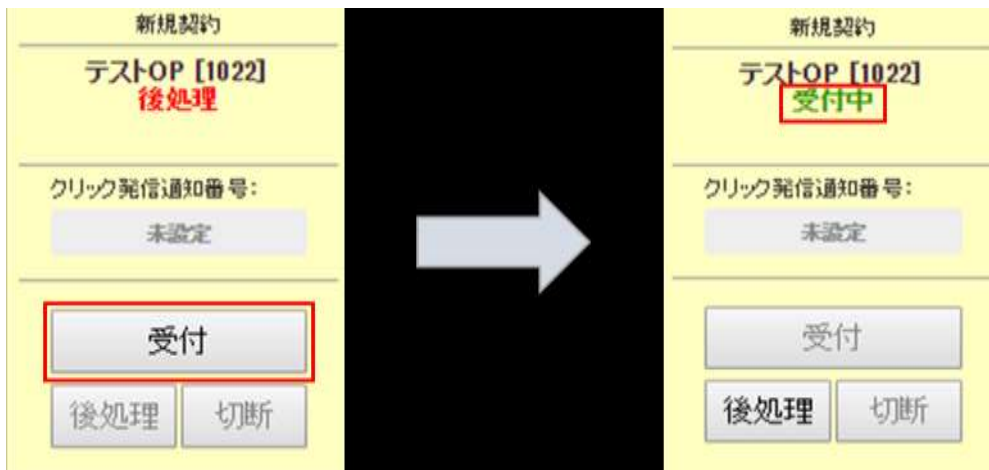 新規契約
テストOP [1022]
後処理
クリック発信通知番号:
未設定
受付
後処理 切断
新規契約
テストOP [1022]
受付中
クリック発信通知番号:
未設定
受付
後処理 切断